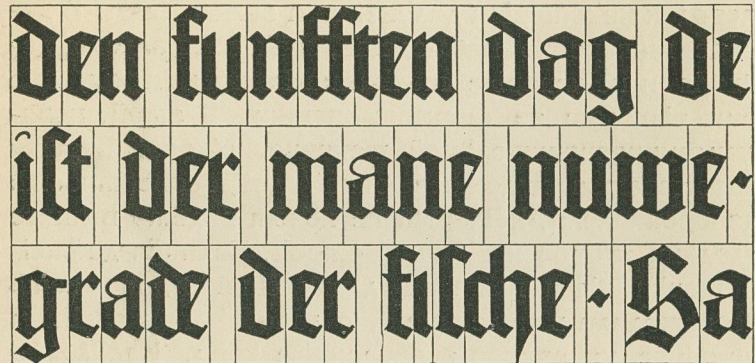 den funfften dag de
iſt der mane nuwe·
grade der fiſche· Sa